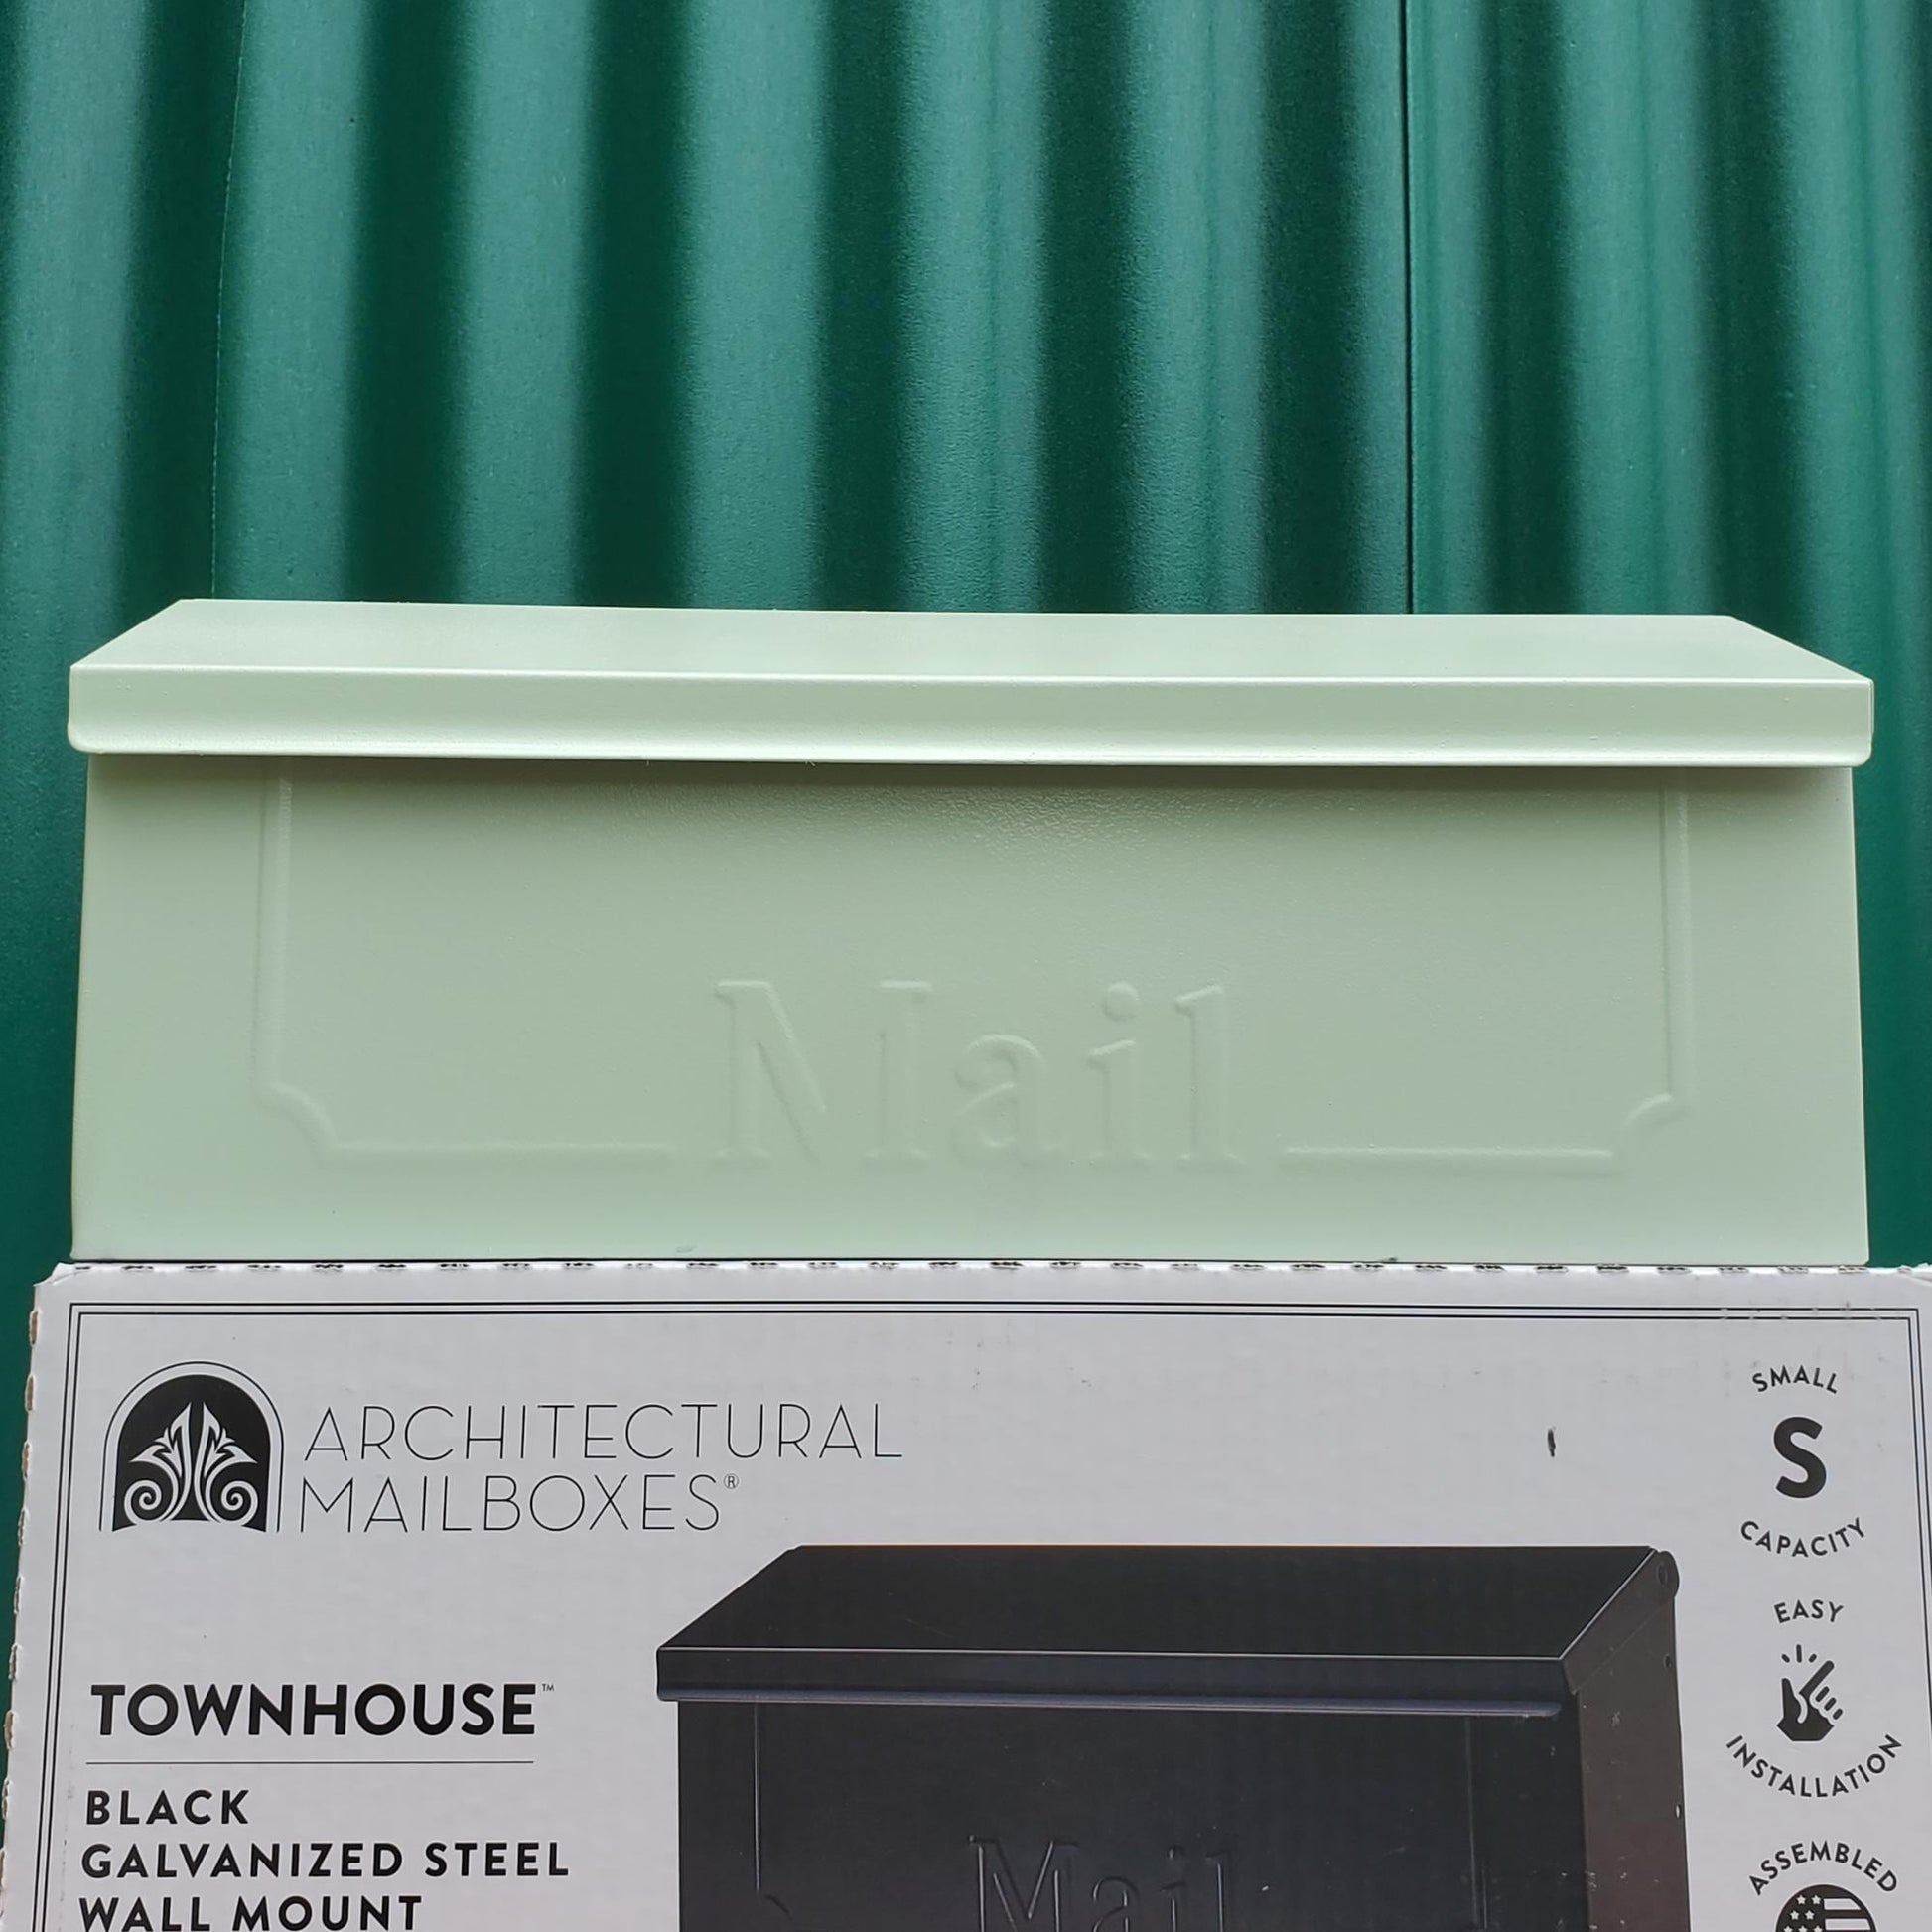 Mail
ARCHITECTURAL
MAILBOXES®
SMALL
S
CAPACITY
EASY
INSTALLATION
ASSEMBLED
TOWNHOUSE™
BLACK
GALVANIZED STEEL
WALL MOUNT
Mail